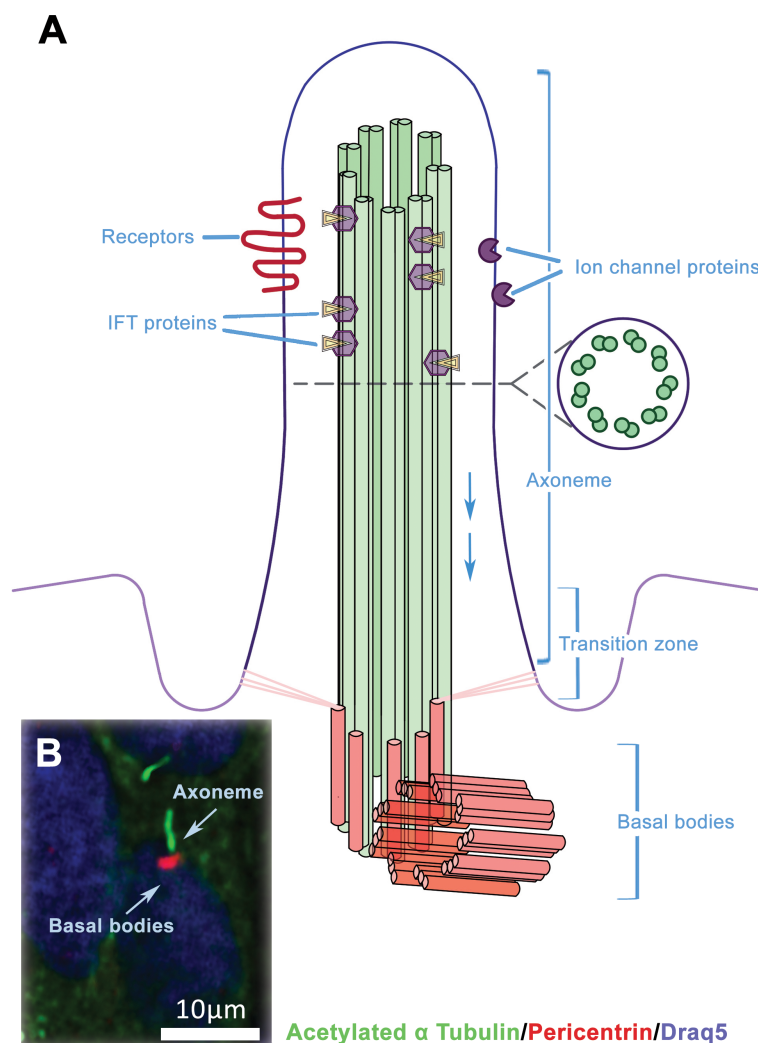 A
Receptors
Ion channel proteins
IFT proteins
Axoneme
Transition zone
Basal bodies
B
Axoneme
Basal bodies
10μm
Acetylated α Tubulin/Pericentrin/Draq5